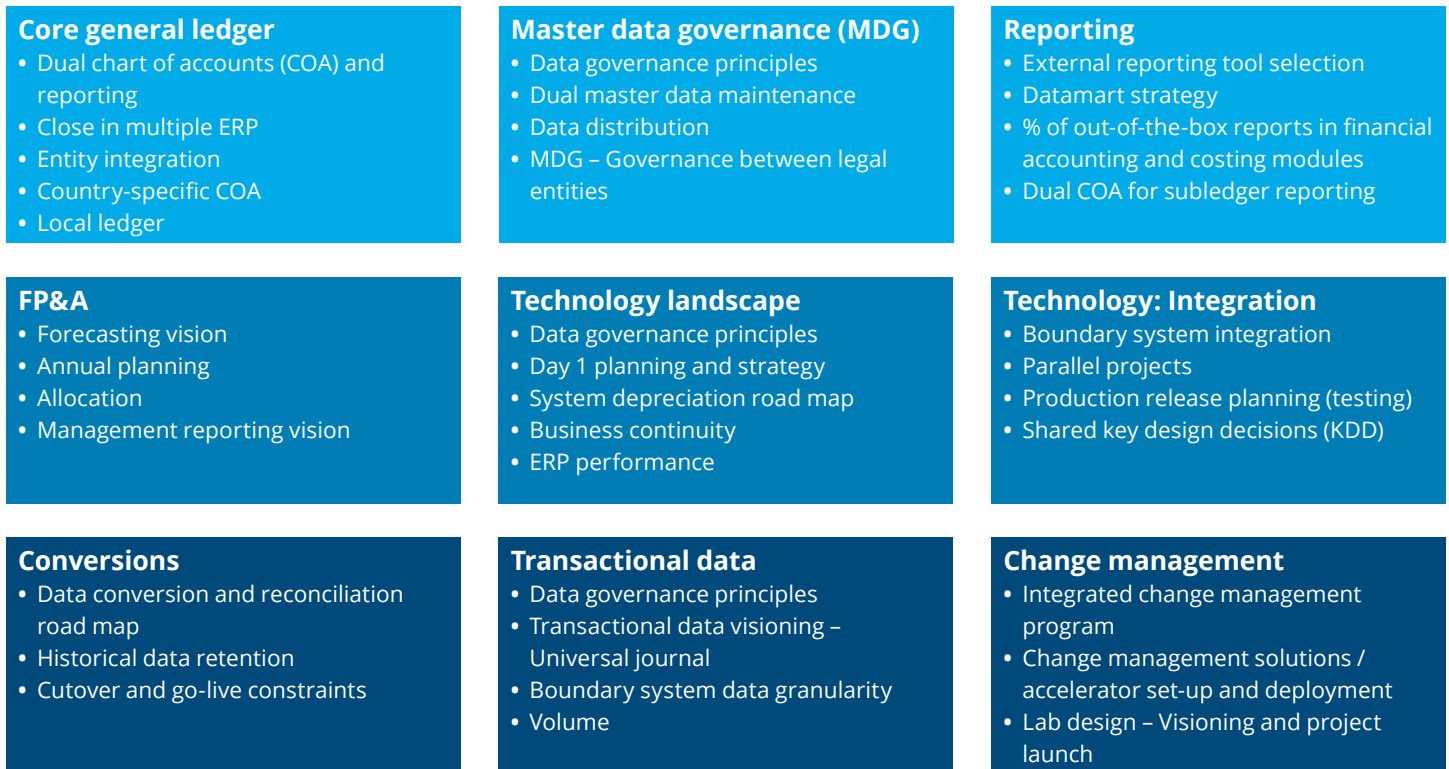 Core general ledger
• Dual chart of accounts (COA) and
reporting
• Close in multiple ERP
• Entity integration
• Country-specific COA
• Local ledger
Master data governance (MDG)
• Data governance principles
• Dual master data maintenance
• Data distribution
• MDG – Governance between legal
entities
Reporting
• External reporting tool selection
• Datamart strategy
• % of out-of-the-box reports in financial
accounting and costing modules
• Dual COA for subledger reporting
FP&A
• Forecasting vision
• Annual planning
• Allocation
• Management reporting vision
Technology landscape
• Data governance principles
• Day 1 planning and strategy
• System depreciation road map
• Business continuity
• ERP performance
Technology: Integration
• Boundary system integration
• Parallel projects
• Production release planning (testing)
• Shared key design decisions (KDD)
Conversions
• Data conversion and reconciliation
road map
• Historical data retention
• Cutover and go-live constraints
Transactional data
• Data governance principles
• Transactional data visioning –
Universal journal
• Boundary system data granularity
• Volume
Change management
• Integrated change management
program
• Change management solutions /
accelerator set-up and deployment
• Lab design – Visioning and project
launch